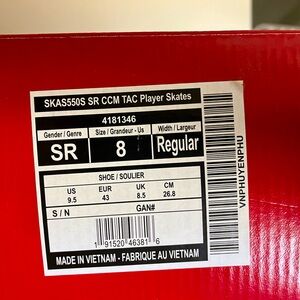 SKAS550S SR CCM TAC Player Skates
4181346
Gender / Genre Size / Grandeur - Us Width / Largeur
SR 8 Regular
SHOE / SOULIER
US EUR UK CM
9.5 43 8.5 26.8
S / N GAN#
1 91520 46381 6
MADE IN VIETNAM - FABRIQUE AU VIETNAM
VNPHUYENPHU